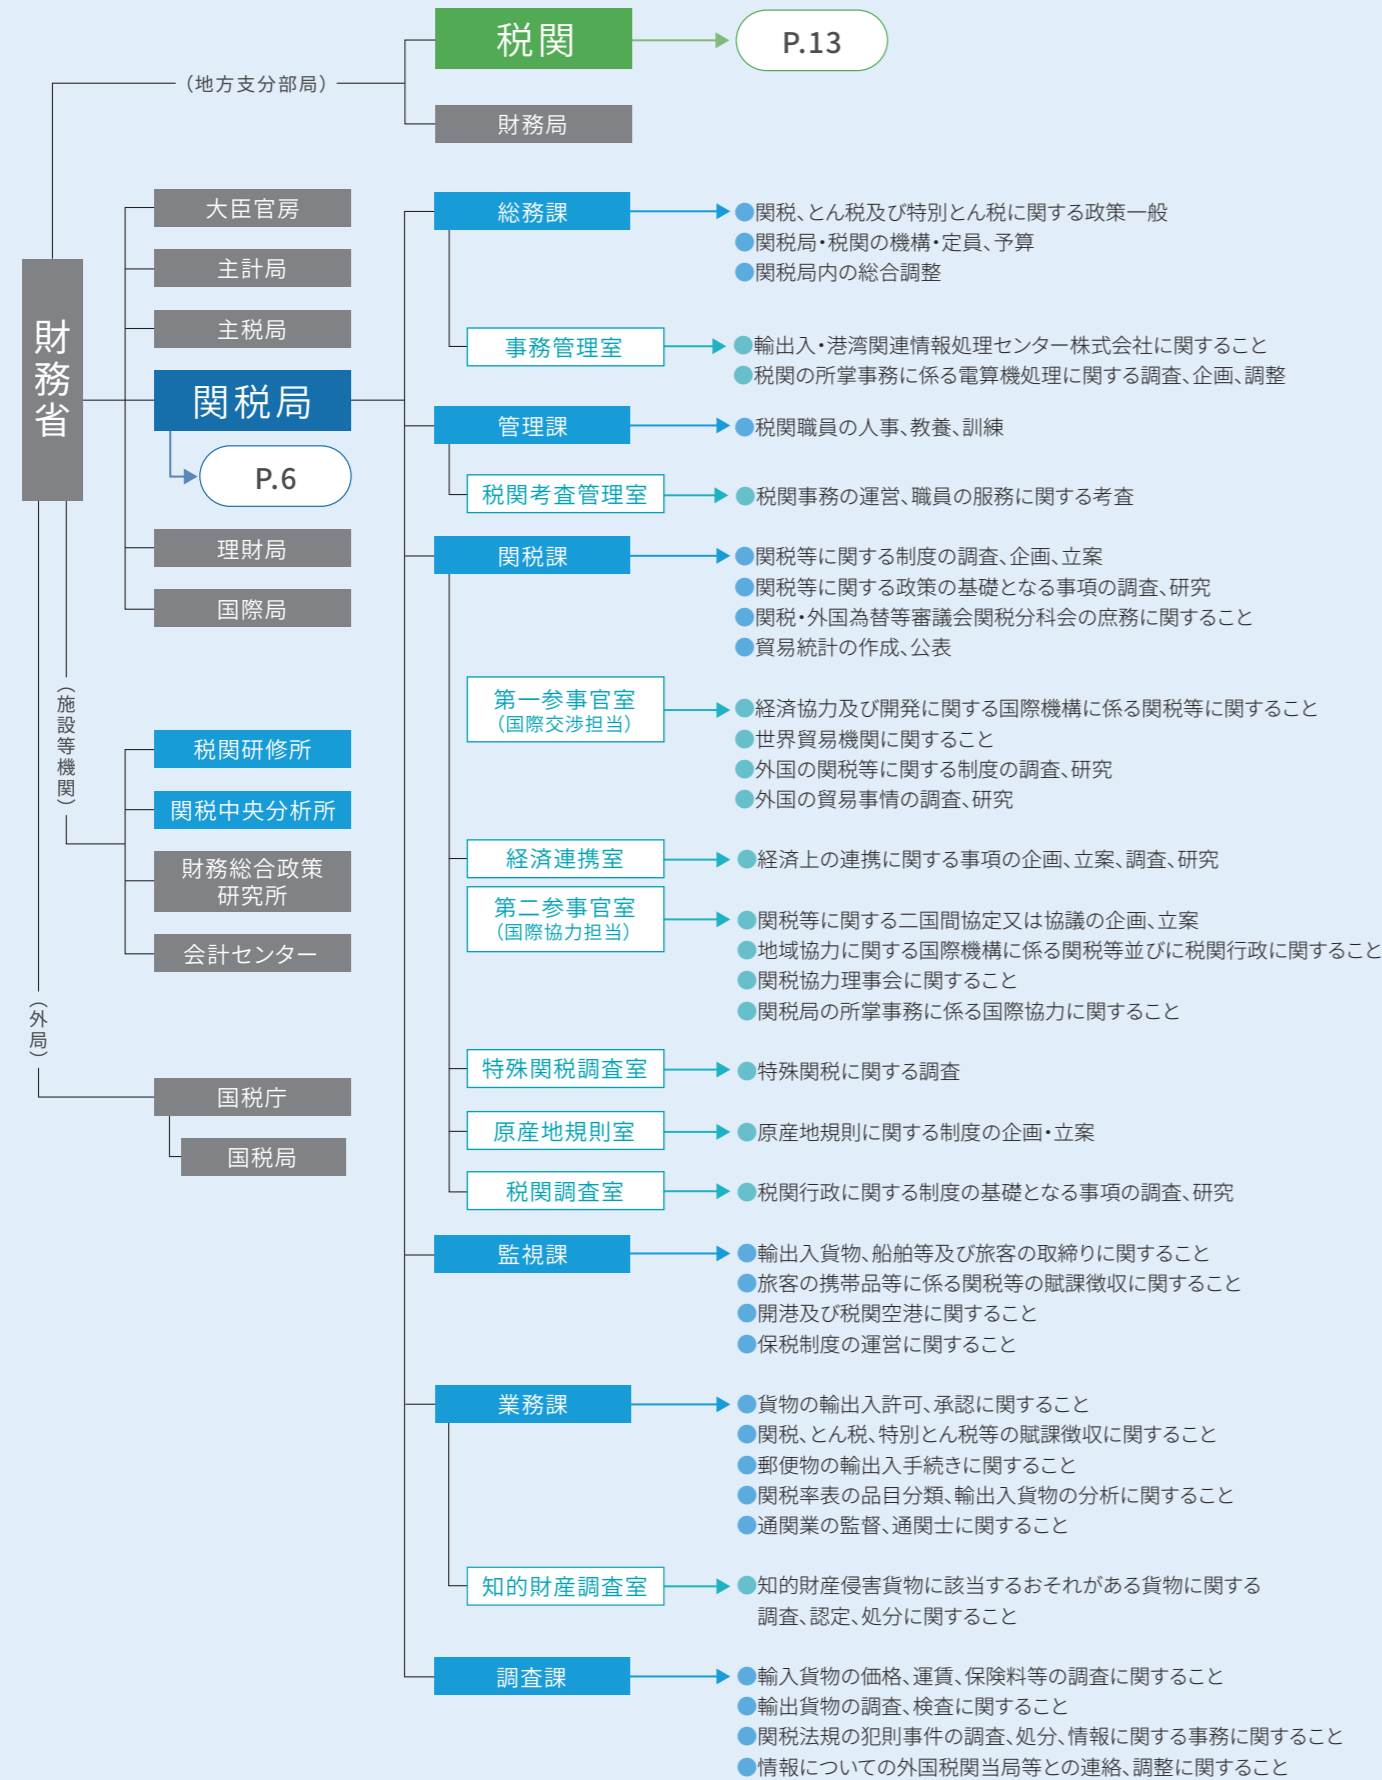 税関
P.13
(地方支分部局)
財務局
財務省
大臣官房
主計局
主税局
関税局
P.6
理財局
国際局
(施設等機関)
税関研修所
関税中央分析所
財務総合政策
研究所
会計センター
(外局)
国税庁
国税局
総務課
●関税、とん税及び特別とん税に関する政策一般
●関税局・税関の機構・定員、予算
●関税局内の総合調整
事務管理室
●輸出入・港湾関連情報処理センター株式会社に関すること
●税関の所掌事務に係る電算機処理に関する調査、企画、調整
管理課
●税関職員の人事、教養、訓練
税関考査管理室
●税関事務の運営、職員の服務に関する考査
関税課
●関税等に関する制度の調査、企画、立案
●関税等に関する政策の基礎となる事項の調査、研究
●関税・外国為替等審議会関税分科会の庶務に関すること
●貿易統計の作成、公表
第一参事官室
(国際交渉担当)
●経済協力及び開発に関する国際機構に係る関税等に関すること
●世界貿易機関に関すること
●外国の関税等に関する制度の調査、研究
●外国の貿易事情の調査、研究
経済連携室
●経済上の連携に関する事項の企画、立案、調査、研究
第二参事官室
(国際協力担当)
●関税等に関する二国間協定又は協議の企画、立案
●地域協力に関する国際機構に係る関税等並びに税関行政に関すること
●関税協力理事会に関すること
●関税局の所掌事務に係る国際協力に関すること
特殊関税調査室
●特殊関税に関する調査
原産地規則室
●原産地規則に関する制度の企画・立案
税関調査室
●税関行政に関する制度の基礎となる事項の調査、研究
監視課
●輸出入貨物、船舶等及び旅客の取締りに関すること
●旅客の携帯品等に係る関税等の賦課徴収に関すること
●開港及び税関空港に関すること
●保税制度の運営に関すること
業務課
●貨物の輸出入許可、承認に関すること
●関税、とん税、特別とん税等の賦課徴収に関すること
●郵便物の輸出入手続きに関すること
●関税率表の品目分類、輸出入貨物の分析に関すること
●通関業の監督、通関士に関すること
知的財産調査室
●知的財産侵害貨物に該当するおそれがある貨物に関する
調査、認定、処分に関すること
調査課
●輸入貨物の価格、運賃、保険料等の調査に関すること
●輸出貨物の調査、検査に関すること
●関税法規の犯則事件の調査、処分、情報に関する事務に関すること
●情報についての外国税関当局等との連絡、調整に関すること